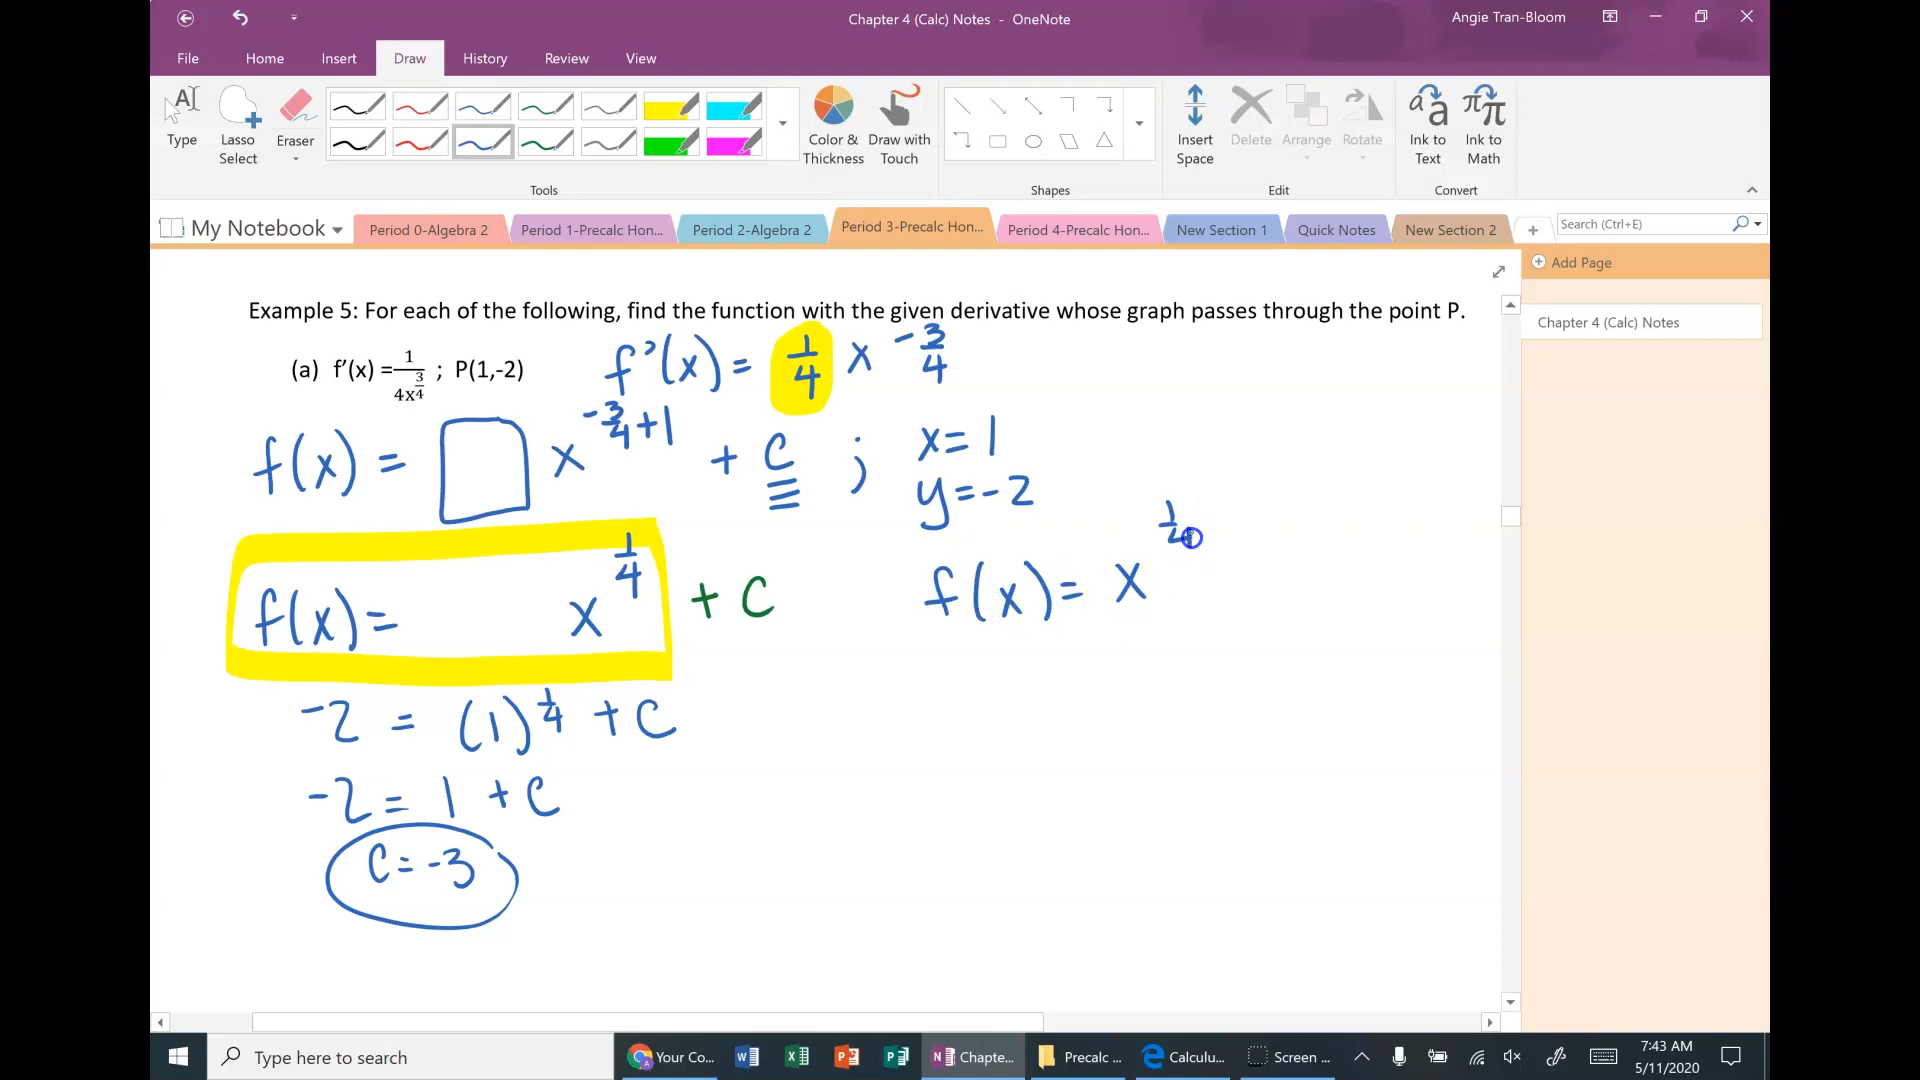 Chapter 4 (Calc) Notes - OneNote
Angie Tran-Bloom
File Home Insert Draw History Review View
Type
Lasso Select
Eraser
Color & Thickness
Draw with Touch
Insert Space
Delete
Arrange
Rotate
Ink to Text
Ink to Math
Tools Shapes Edit Convert
My Notebook
Period 0-Algebra 2
Period 1-Precalc Hon...
Period 2-Algebra 2
Period 3-Precalc Hon...
Period 4-Precalc Hon...
New Section 1
Quick Notes
New Section 2
Search (Ctrl+E)
Add Page
Chapter 4 (Calc) Notes
Example 5: For each of the following, find the function with the given derivative whose graph passes through the point P.
(a) f'(x) = 1/(4x^(3/4)) ; P(1,-2)
f'(x) = 1/4 x^(-3/4)
f(x) = □ x^(-3/4+1) + C ; x=1
y=-2
f(x)= x^(1/4) + C
f(x)= x^(1/4)
-2 = (1)^(1/4) + C
-2 = 1 + C
C=-3
Type here to search
Your Co...
Chapte...
Precalc ...
Calculu...
Screen ...
7:43 AM
5/11/2020